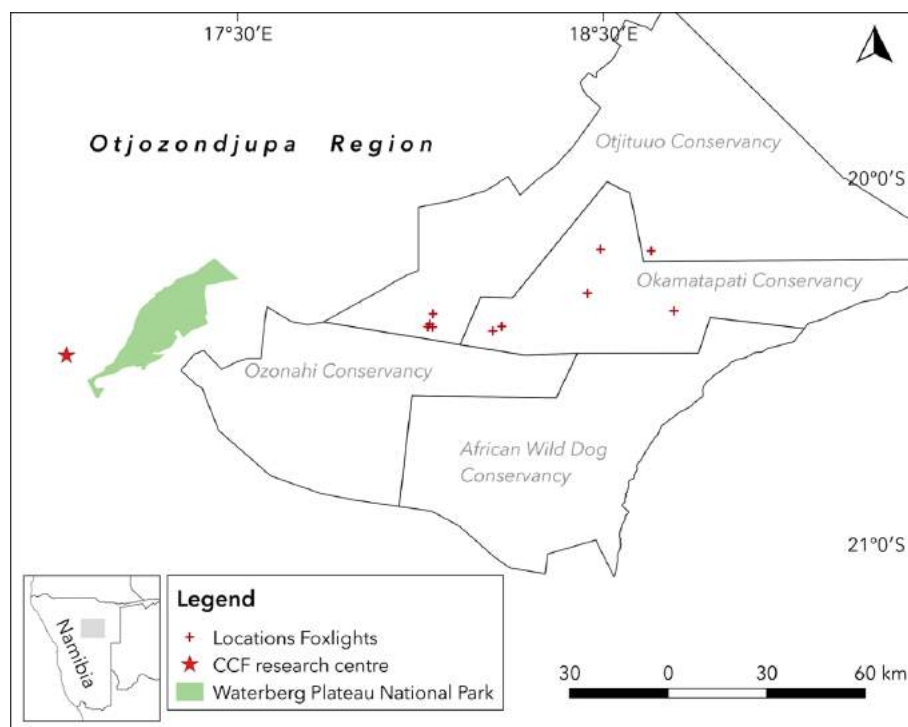 17°30′E
18°30′E
Otjozondjupa Region
Otjituuo Conservancy
20°0′S
Okamatapati Conservancy
Ozonahi Conservancy
African Wild Dog
Conservancy
21°0′S
Namibia
Legend
Locations Foxlights
CCF research centre
Waterberg Plateau National Park
30 0 30 60 km